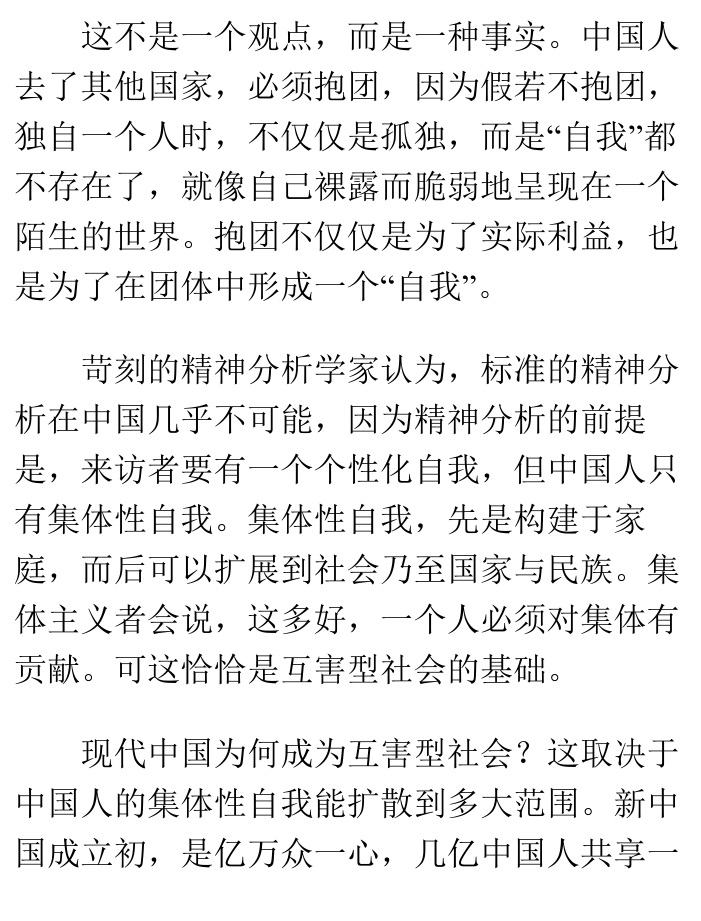 这不是一个观点，而是一种事实。中国人
去了其他国家，必须抱团，因为假若不抱团，
独自一个人时，不仅仅是孤独，而是“自我”都
不存在了，就像自己裸露而脆弱地呈现在一个
陌生的世界。抱团不仅仅是为了实际利益，也
是为了在团体中形成一个“自我”。
苛刻的精神分析学家认为，标准的精神分
析在中国几乎不可能，因为精神分析的前提
是，来访者要有一个个性化自我，但中国人只
有集体性自我。集体性自我，先是构建于家
庭，而后可以扩展到社会乃至国家与民族。集
体主义者会说，这多好，一个人必须对集体有
贡献。可这恰恰是互害型社会的基础。
现代中国为何成为互害型社会？这取决于
中国人的集体性自我能扩散到多大范围。新中
国成立初，是亿万众一心，几亿中国人共享一